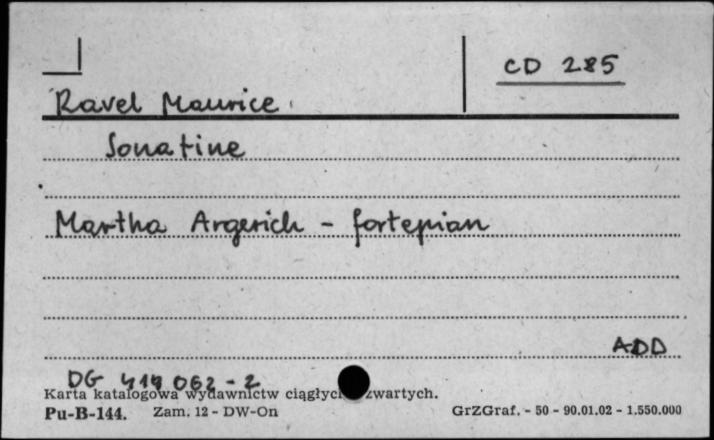 CD 285
Ravel Maurice
Sonatine
Martha Argerich - fortepian
ADD
DG 419 062-2
Karta katalogowa wydawnictw ciągłych zwartych.
Pu-B-144. Zam. 12 - DW-On GrZGraf. - 50 - 90.01.02 - 1.550.000